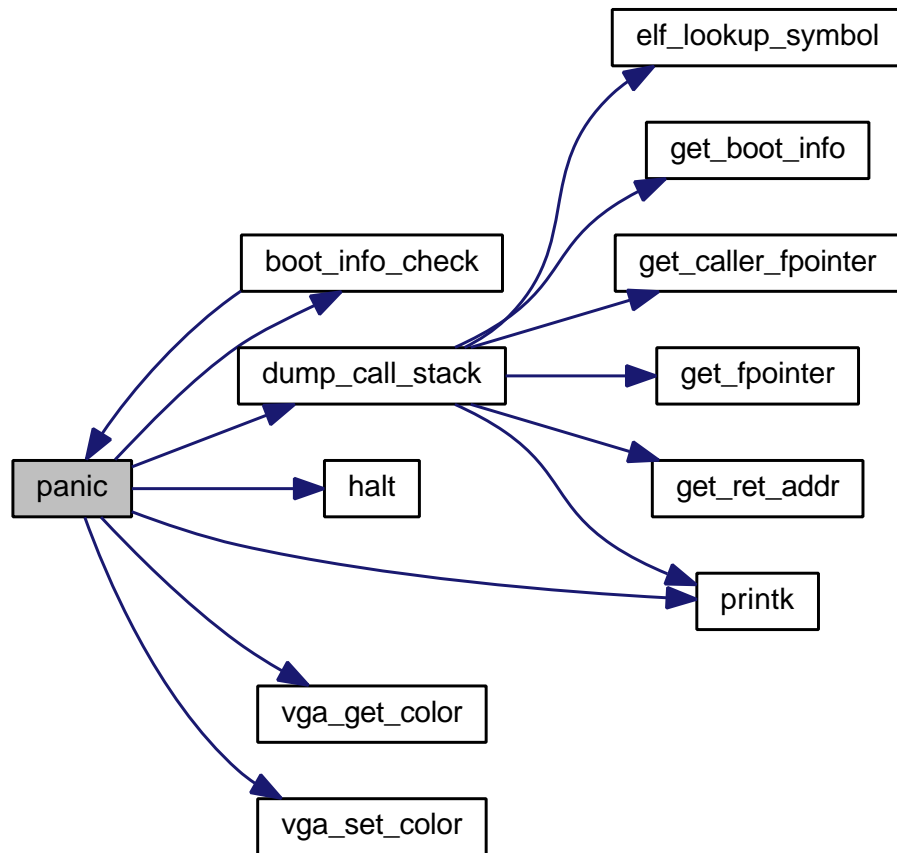 elf_lookup_symbol
get_boot_info
boot_info_check
get_caller_fpointer
dump_call_stack
get_fpointer
panic
halt
get_ret_addr
printk
vga_get_color
vga_set_color